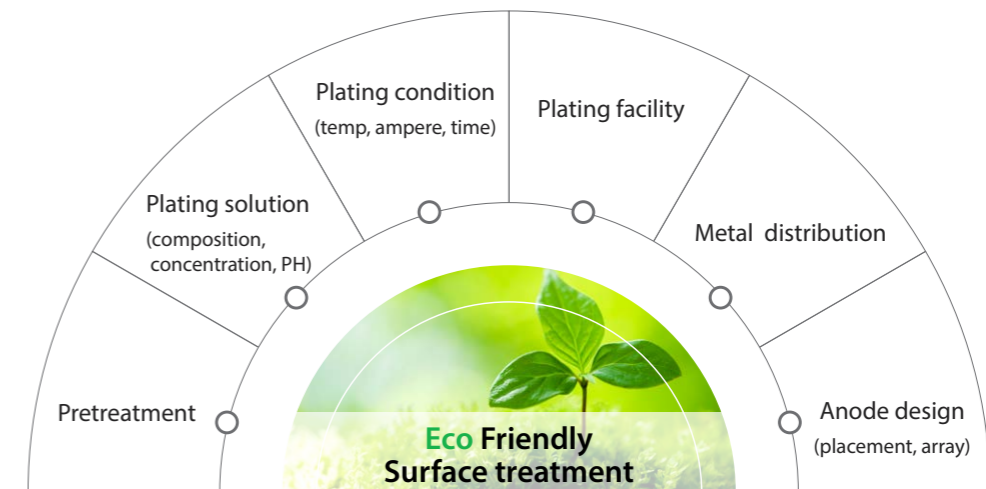 Plating condition
(temp, ampere, time)
Plating facility
Plating solution
(composition,
concentration, PH)
Metal distribution
Pretreatment
Anode design
(placement, array)
Eco Friendly
Surface treatment